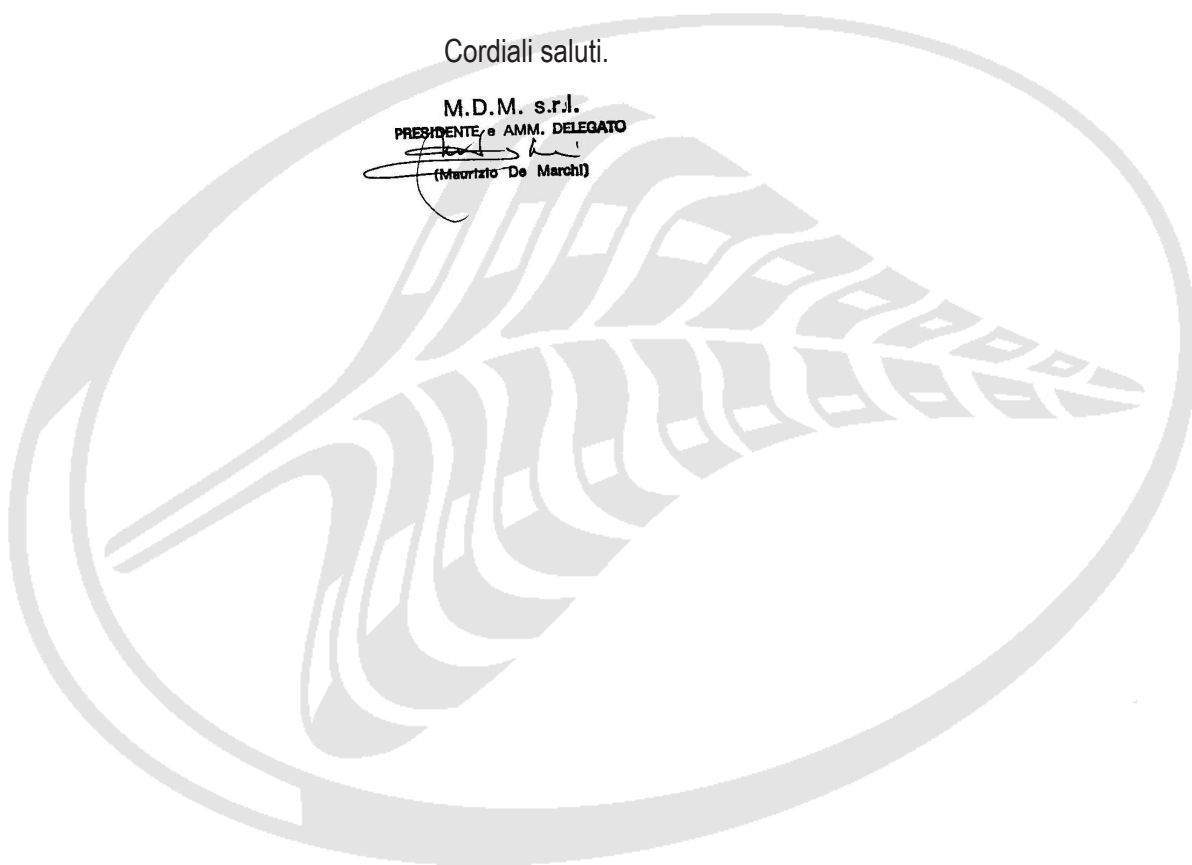 Cordiali saluti.
M.D.M. s.r.l.
PRESIDENTE e AMM. DELEGATO
(Maurizio De Marchi)